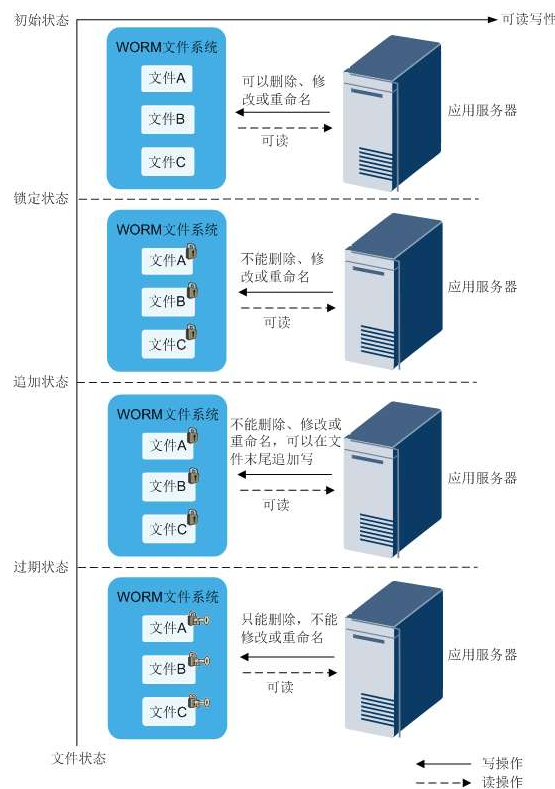 初始状态
可读写性
WORM文件系统
文件A
文件B
文件C
可以删除、修
改或重命名
可读
应用服务器
锁定状态
WORM文件系统
文件A
文件B
文件C
不能删除、修
改或重命名
可读
应用服务器
追加状态
WORM文件系统
文件A
文件B
文件C
不能删除、修改或
重命名，可以在文
件末尾追加写
可读
应用服务器
过期状态
WORM文件系统
文件A
文件B
文件C
只能删除，不能
修改或重命名
可读
应用服务器
文件状态
写操作
读操作